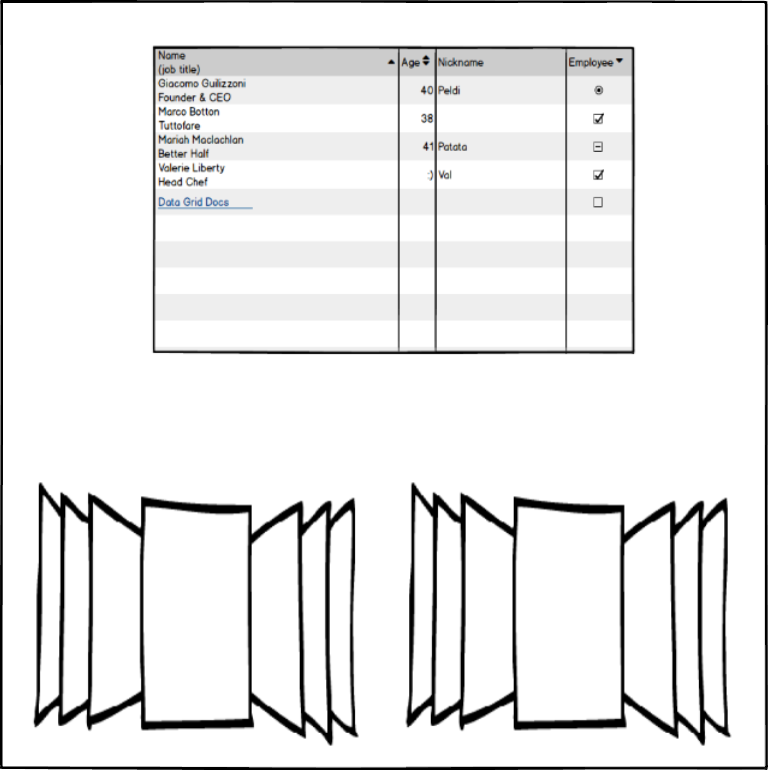 Name
(job title)
Age
Nickname
Employee
Giacomo Guilizzoni
Founder & CEO
40
Peldi
Marco Botton
Tuttofare
38
Mariah Maclachlan
Better Half
41
Patata
Valerie Liberty
Head Chef
:)
Val
Data Grid Docs